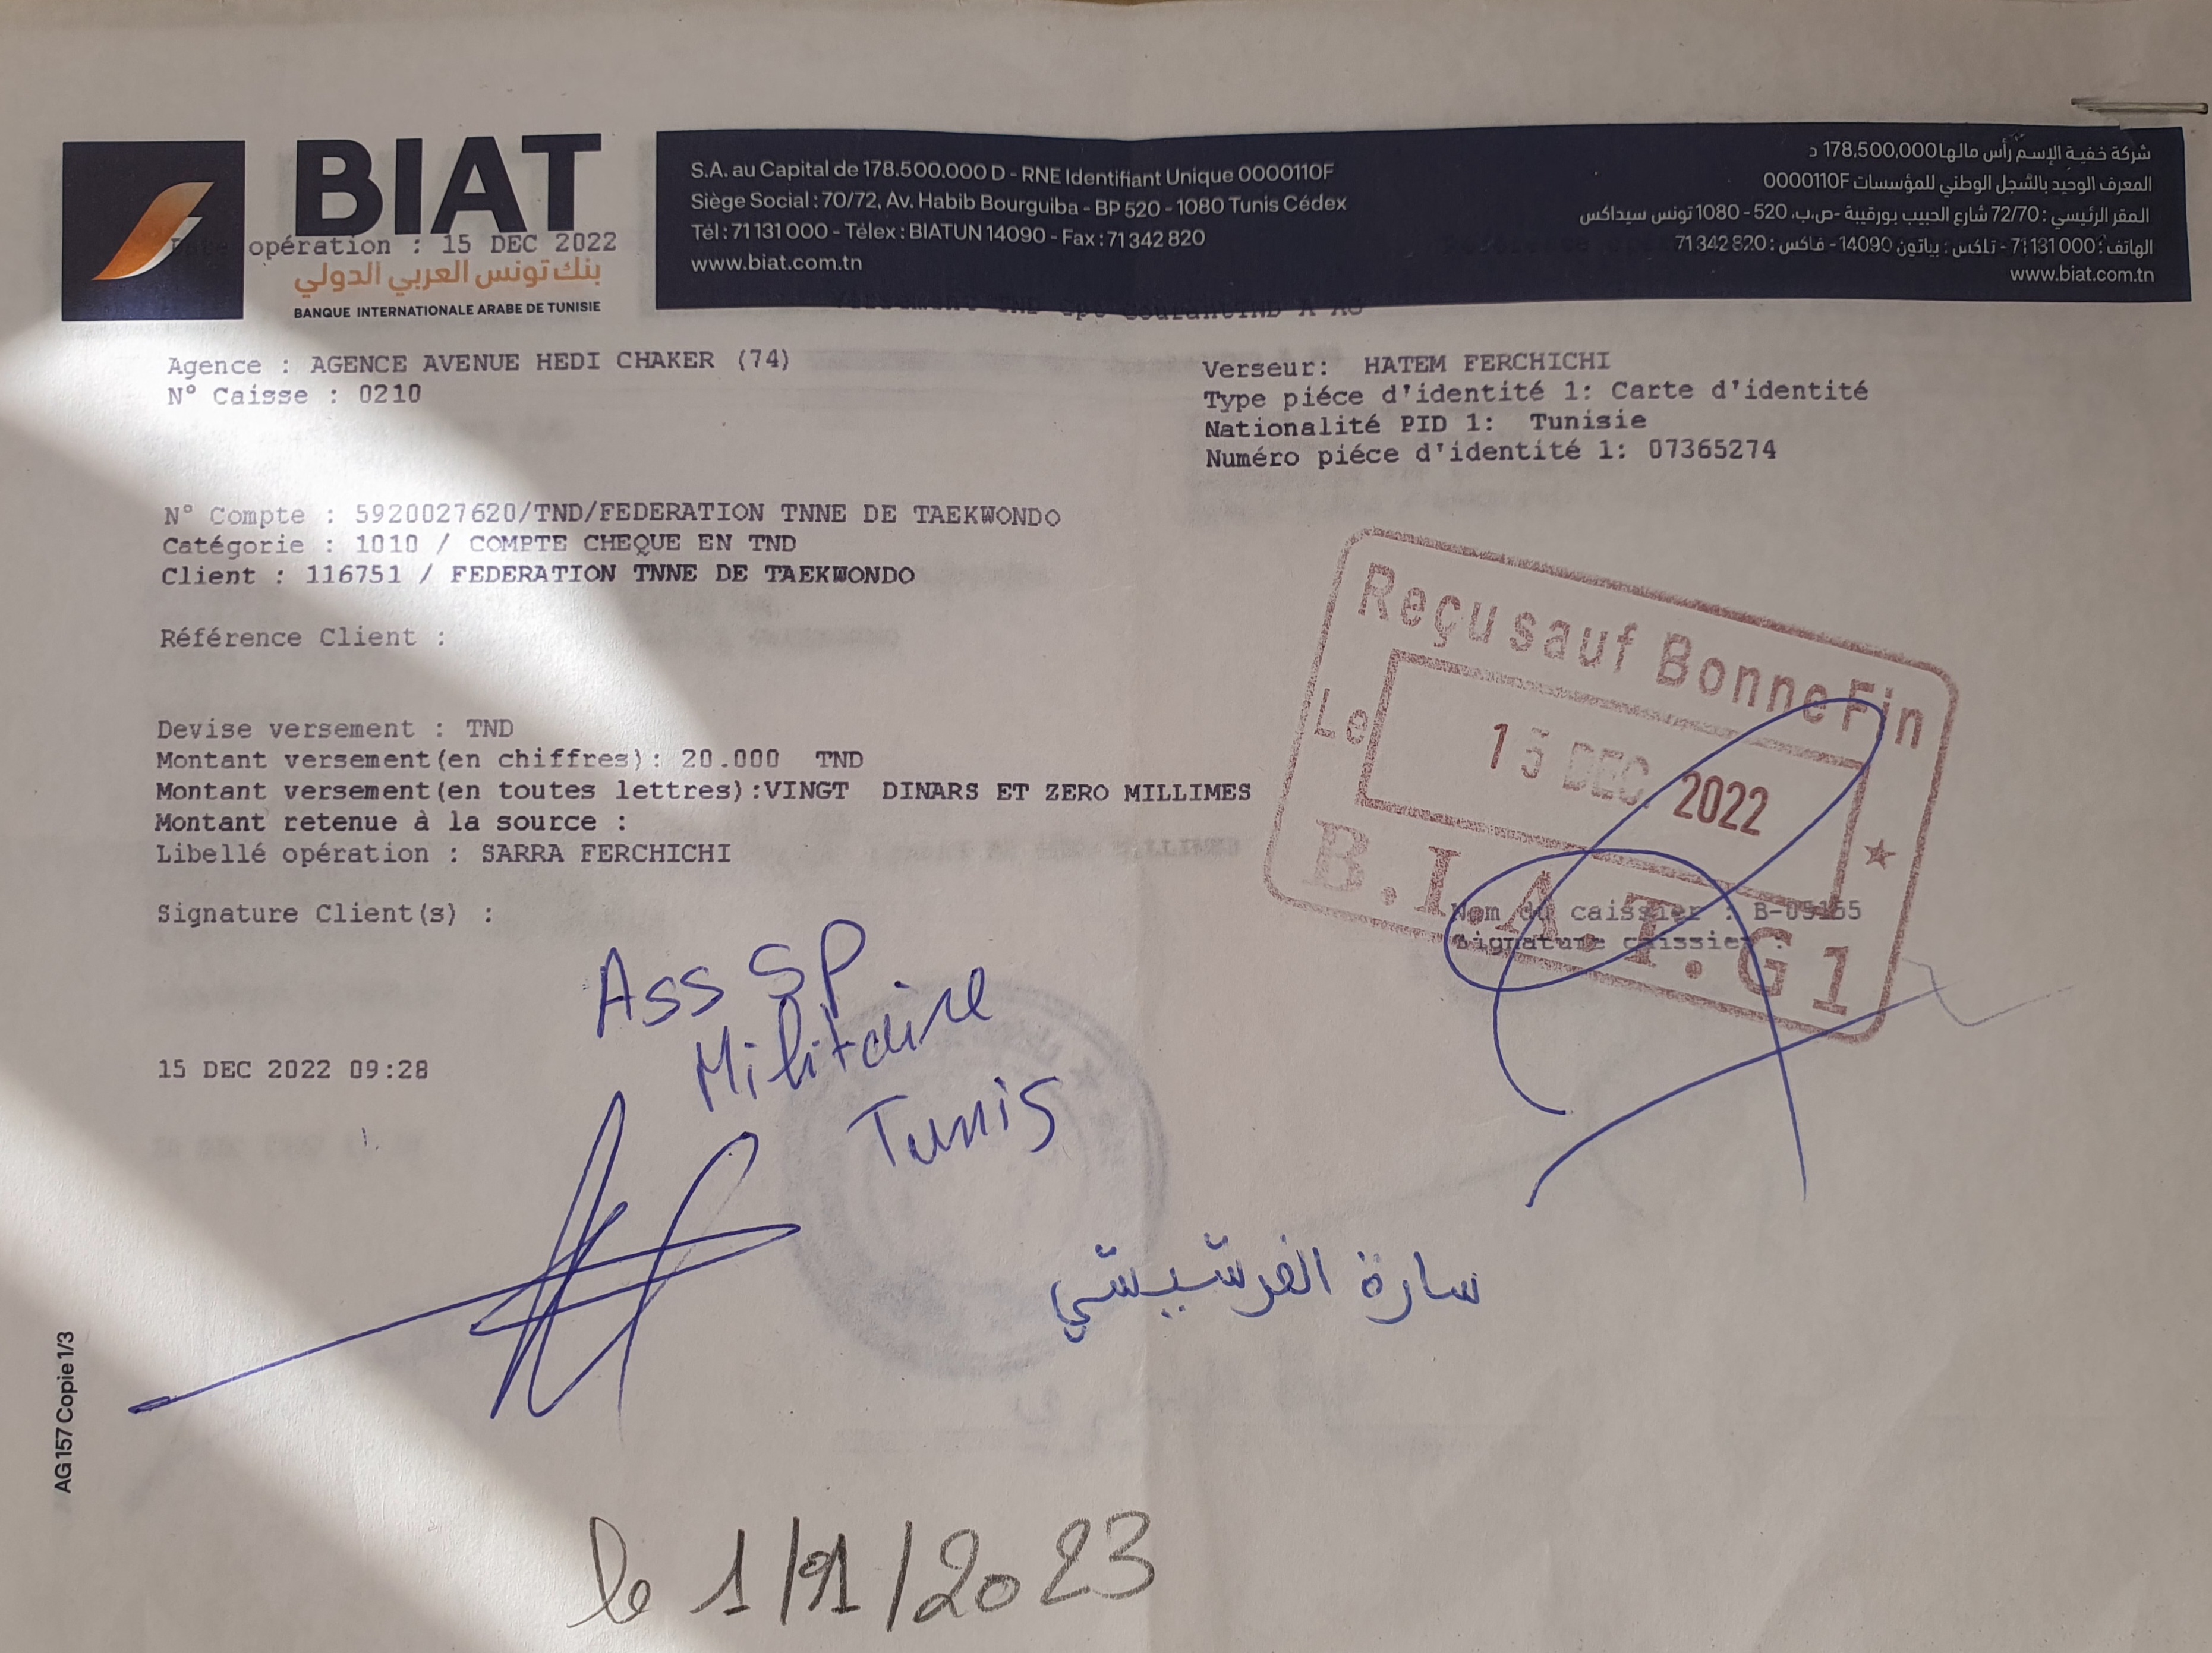 BIAT
opération : 15 DEC 2022
بنك تونس العربي الدولي
BANQUE INTERNATIONALE ARABE DE TUNISIE
S.A. au Capital de 178.500.000 D - RNE Identifiant Unique 0000110F
Siège Social : 70/72, Av. Habib Bourguiba - BP 520 - 1080 Tunis Cédex
Tél : 71 131 000 - Télex : BIATUN 14090 - Fax : 71 342 820
www.biat.com.tn
شركة خفية الإسم رأس مالها 178,500,000 د
المعرف الوحيد بالسّجل الوطني للمؤسسات 0000110F
المقر الرئيسي : 72/70 شارع الحبيب بورقيبة -ص.ب. 520 - 1080 تونس سيداكس
الهاتف : 71 131 000 - تلكس : بياتون 14090 - فاكس : 71 342 820
www.biat.com.tn
Agence : AGENCE AVENUE HEDI CHAKER (74)
N° Caisse : 0210
Verseur: HATEM FERCHICHI
Type piéce d'identité 1: Carte d'identité
Nationalité PID 1: Tunisie
Numéro piéce d'identité 1: 07365274
N° Compte : 5920027620/TND/FEDERATION TNNE DE TAEKWONDO
Catégorie : 1010 / COMPTE CHEQUE EN TND
Client : 116751 / FEDERATION TNNE DE TAEKWONDO
Référence Client :
Devise versement : TND
Montant versement(en chiffres): 20.000 TND
Montant versement(en toutes lettres):VINGT DINARS ET ZERO MILLIMES
Montant retenue à la source :
Libellé opération : SARRA FERCHICHI
Signature Client(s) :
Reçu sauf Bonne Fin
Le 15 DEC. 2022
B.I.A.T. G1
Nom du caissier :
Signature caissier :
Ass SP
Militaire
Tunis
15 DEC 2022 09:28
سارة الفرشيشي
AG 157 Copie 1/3
le 1/ /2023